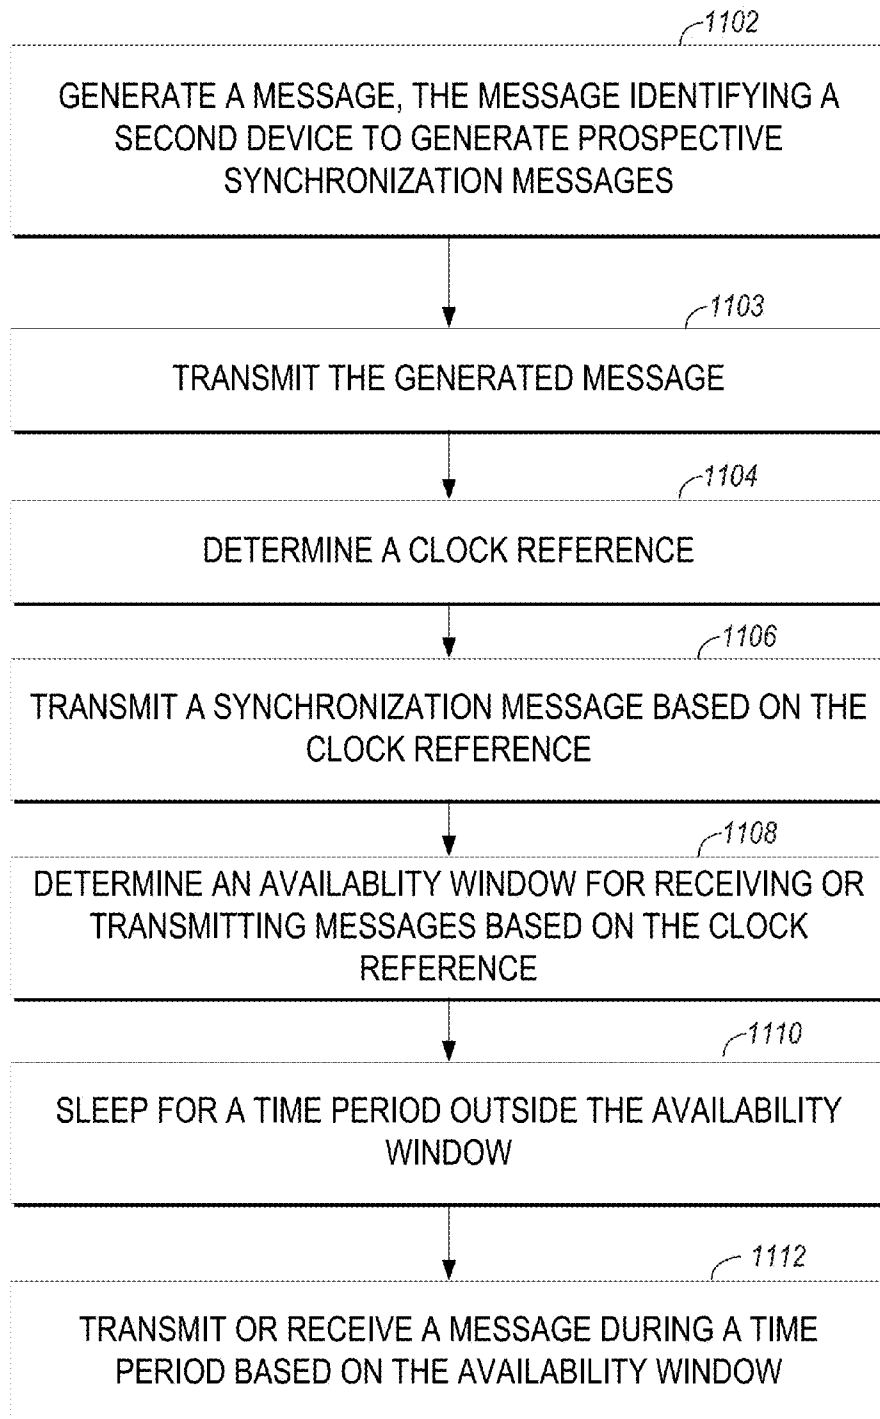 1102
GENERATE A MESSAGE, THE MESSAGE IDENTIFYING A
SECOND DEVICE TO GENERATE PROSPECTIVE
SYNCHRONIZATION MESSAGES
1103
TRANSMIT THE GENERATED MESSAGE
1104
DETERMINE A CLOCK REFERENCE
1106
TRANSMIT A SYNCHRONIZATION MESSAGE BASED ON THE
CLOCK REFERENCE
1108
DETERMINE AN AVAILABLITY WINDOW FOR RECEIVING OR
TRANSMITTING MESSAGES BASED ON THE CLOCK
REFERENCE
1110
SLEEP FOR A TIME PERIOD OUTSIDE THE AVAILABILITY
WINDOW
1112
TRANSMIT OR RECEIVE A MESSAGE DURING A TIME
PERIOD BASED ON THE AVAILABILITY WINDOW